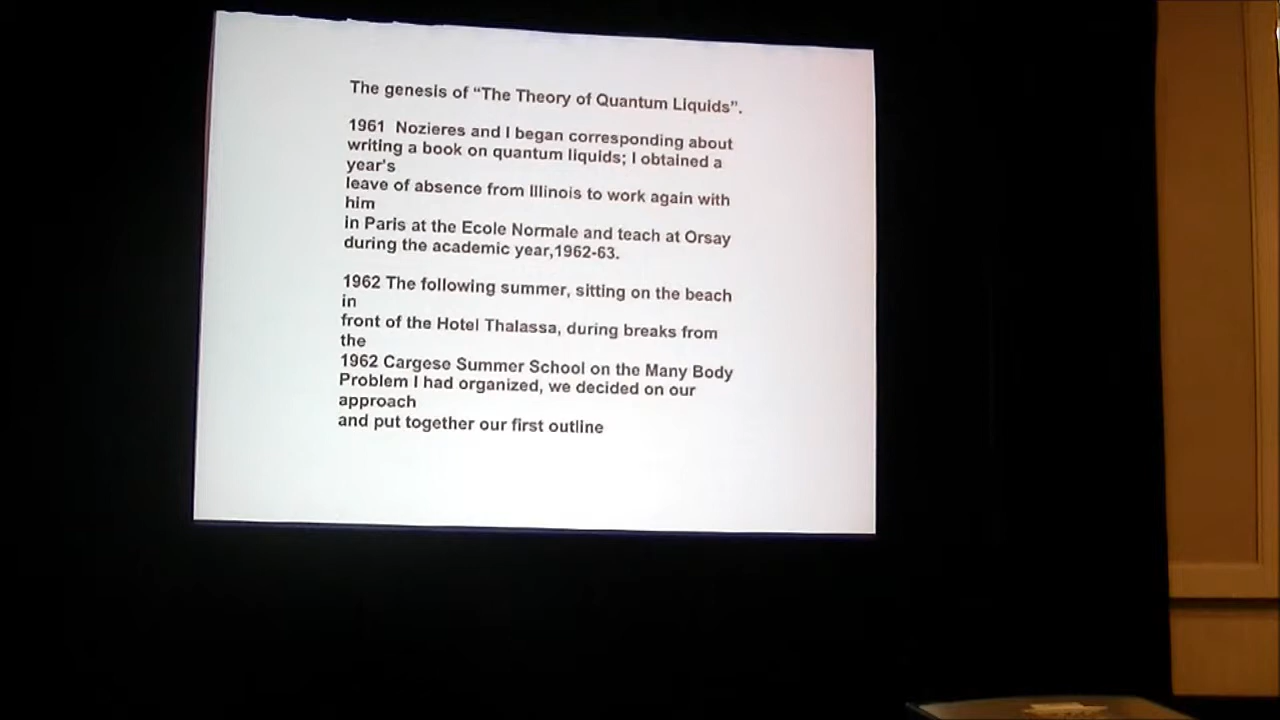 The genesis of “The Theory of Quantum Liquids”.
1961  Nozieres and I began corresponding about
writing a book on quantum liquids; I obtained a
year's
leave of absence from Illinois to work again with
him
in Paris at the Ecole Normale and teach at Orsay
during the academic year,1962-63.
1962 The following summer, sitting on the beach
in
front of the Hotel Thalassa, during breaks from
the
1962 Cargese Summer School on the Many Body
Problem I had organized, we decided on our
approach
and put together our first outline